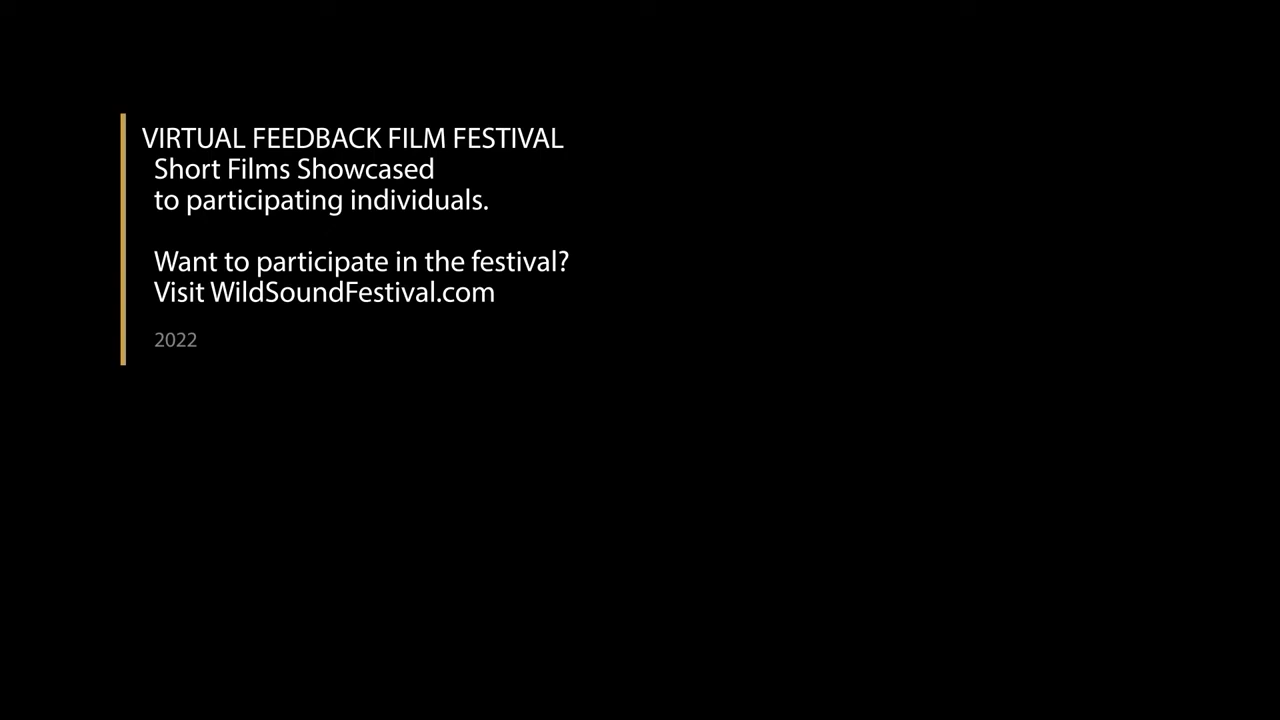 VIRTUAL FEEDBACK FILM FESTIVAL
Short Films Showcased
to participating individuals.
Want to participate in the festival?
Visit WildSoundFestival.com
2022